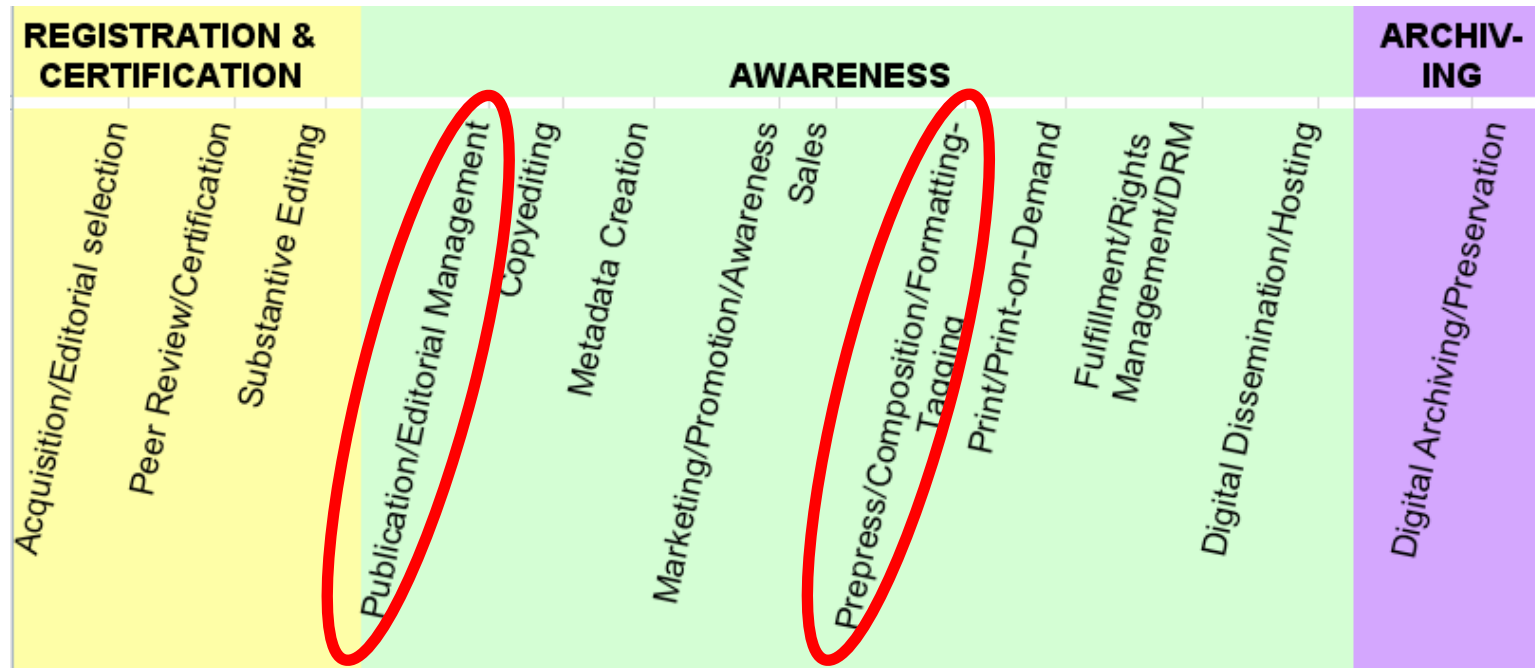 REGISTRATION &
CERTIFICATION
AWARENESS
ARCHIV-
ING
Acquisition/Editorial selection
Peer Review/Certification
Substantive Editing
Publication/Editorial Management
Copyediting
Metadata Creation
Marketing/Promotion/Awareness
Sales
Prepress/Composition/Formatting-
Tagging
Print/Print-on-Demand
Fulfillment/Rights
Management/DRM
Digital Dissemination/Hosting
Digital Archiving/Preservation